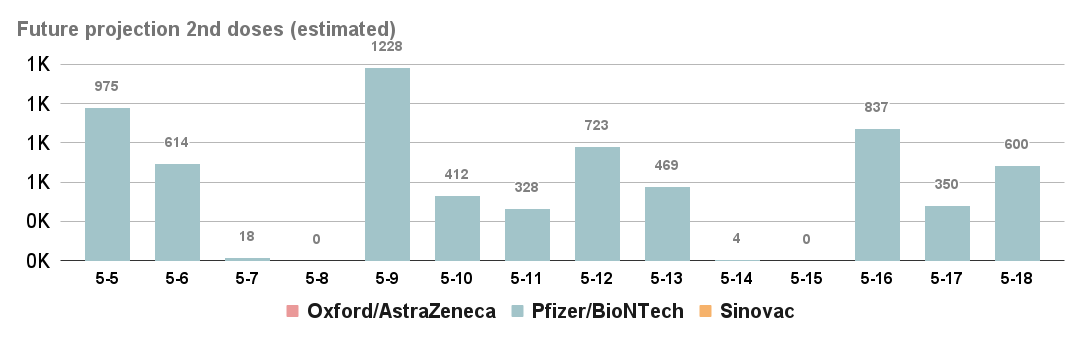 Future projection 2nd doses (estimated)
1228
1K
975
1K
837
723
1K
614
600
469
1K
412
350
328
0K
18
0
4
0
0K
5-5 5-6 5-7 5-8 5-9 5-10 5-11 5-12 5-13 5-14 5-15 5-16 5-17 5-18
Oxford/AstraZeneca Pfizer/BioNTech Sinovac